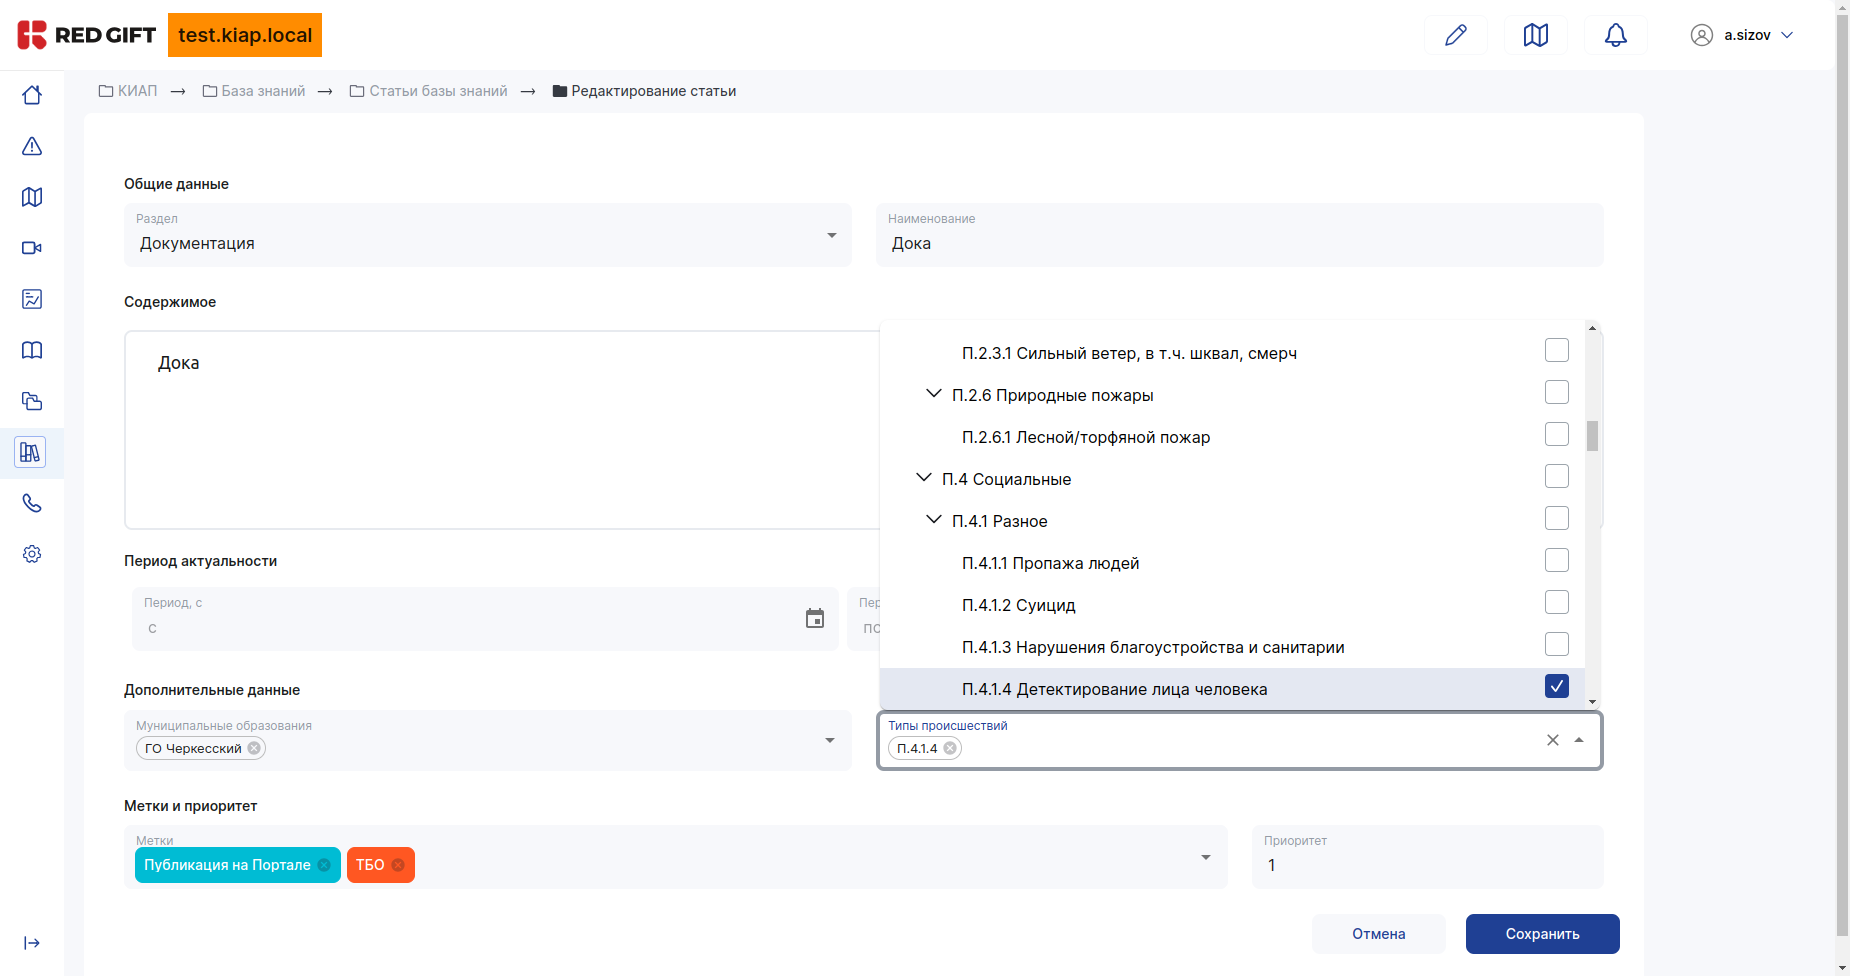 RED GIFT
test.kiap.local
a.sizov
КИАП → База знаний → Статьи базы знаний → Редактирование статьи
Общие данные
Раздел
Документация
Наименование
Дока
Содержимое
Дока
П.2.3.1 Сильный ветер, в т.ч. шквал, смерч
П.2.6 Природные пожары
П.2.6.1 Лесной/торфяной пожар
П.4 Социальные
П.4.1 Разное
П.4.1.1 Пропажа людей
П.4.1.2 Суицид
П.4.1.3 Нарушения благоустройства и санитарии
П.4.1.4 Детектирование лица человека
Период актуальности
Период, с
с
Пер
по
Дополнительные данные
Муниципальные образования
ГО Черкесский
Типы происшествий
П.4.1.4
Метки и приоритет
Метки
Публикация на Портале
ТБО
Приоритет
1
Отмена
Сохранить